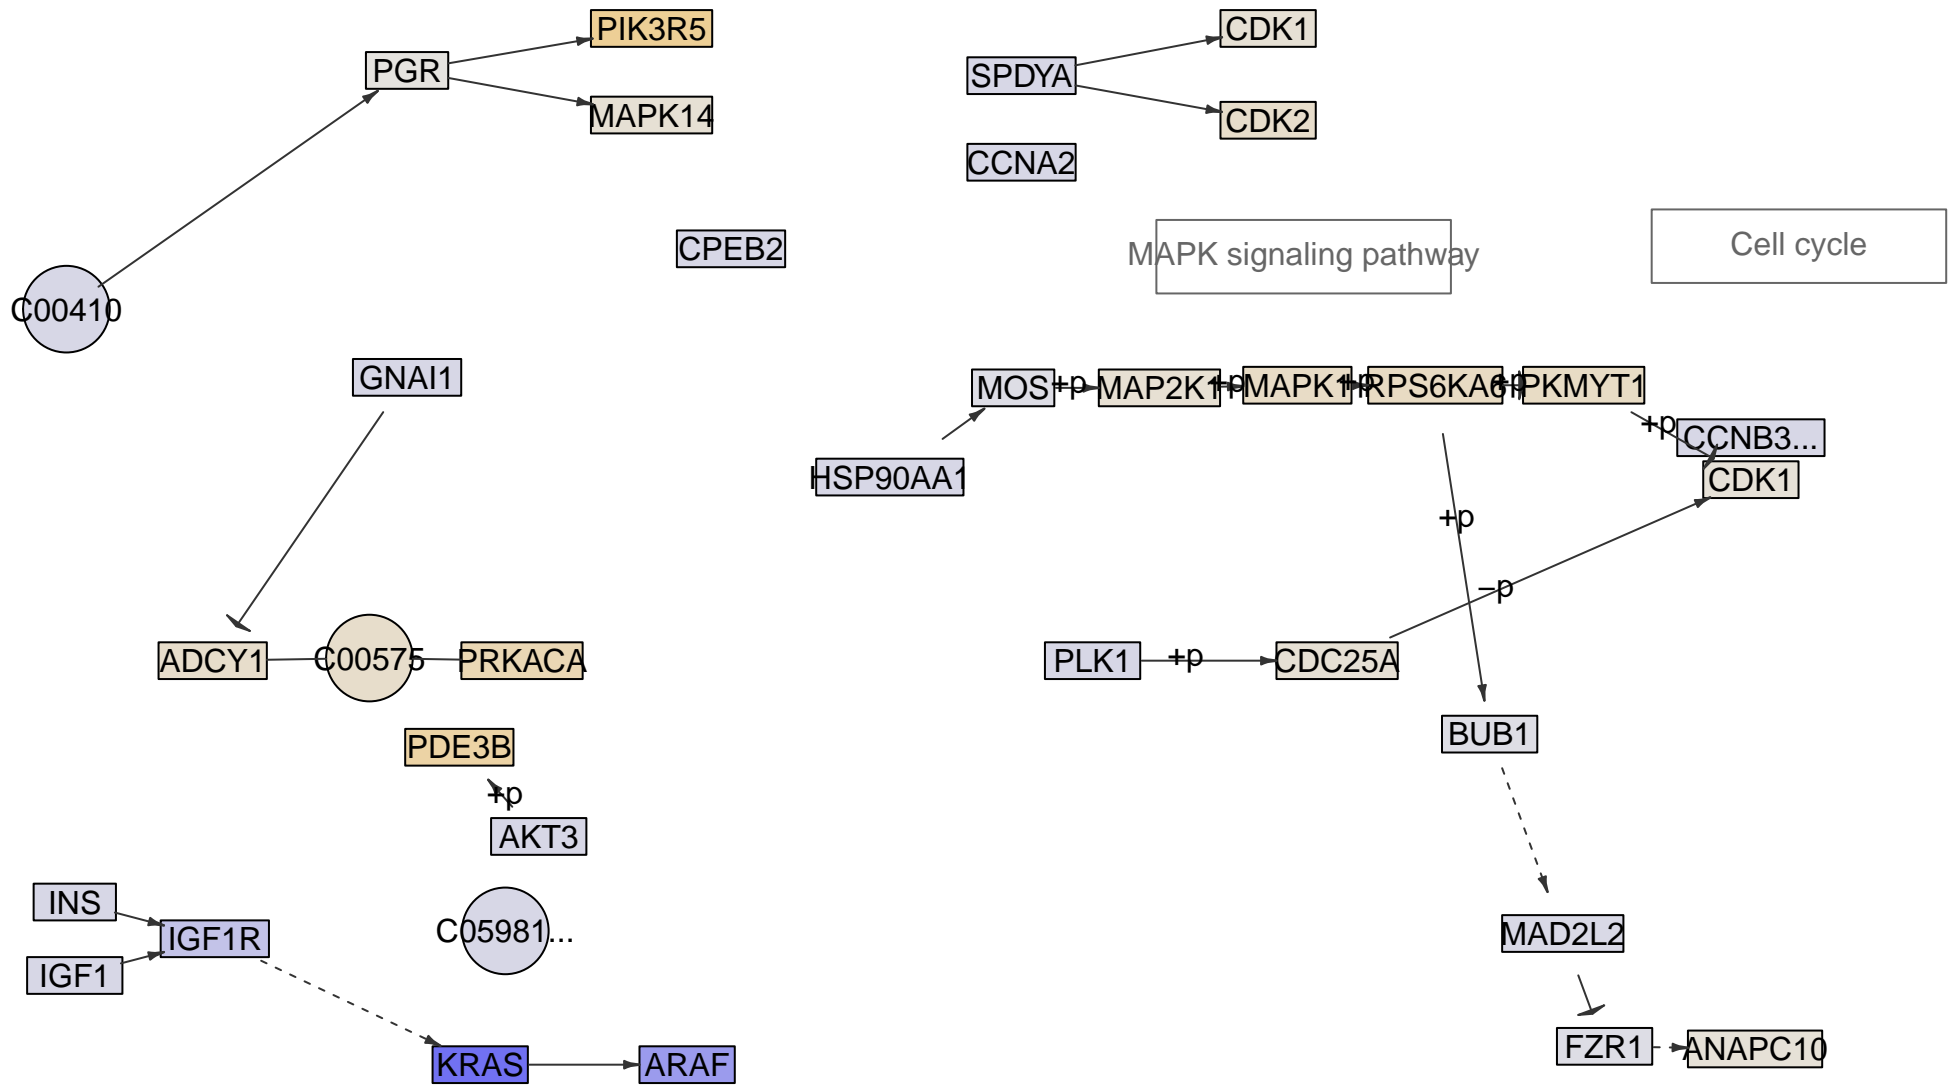 PIK3R5
CDK1
PGR
SPDYA
MAPK14
CDK2
CCNA2
CPEB2
MAPK signaling pathway
Cell cycle
C00410
GNAI1
MOS
+p
MAP2K1
+p
MAPK1
+p
RPS6KA6
+p
PKMYT1
+p
CCNB3...
HSP90AA1
CDK1
+p
−p
ADCY1
C00575
PRKACA
PLK1
+p
CDC25A
BUB1
PDE3B
+p
AKT3
INS
IGF1R
C05981...
MAD2L2
IGF1
FZR1
ANAPC10
KRAS
ARAF